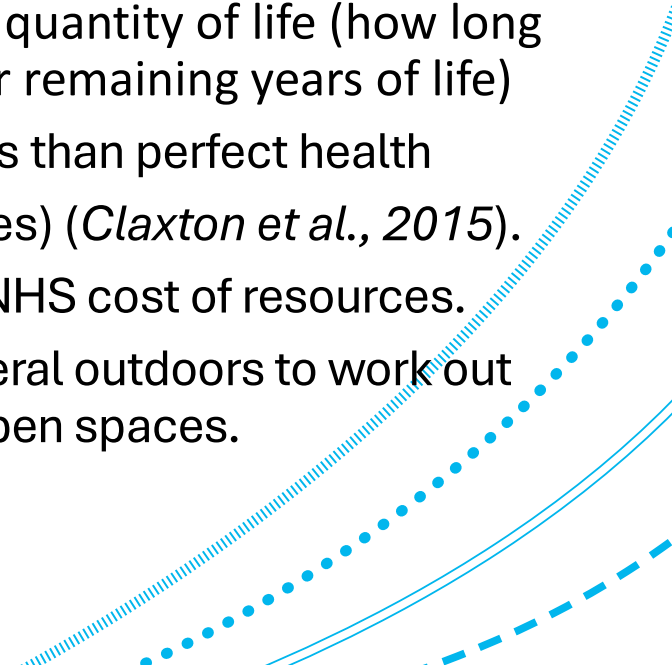 quantity of life (how long
r remaining years of life)
s than perfect health
es) (Claxton et al., 2015).
NHS cost of resources.
eral outdoors to work out
pen spaces.